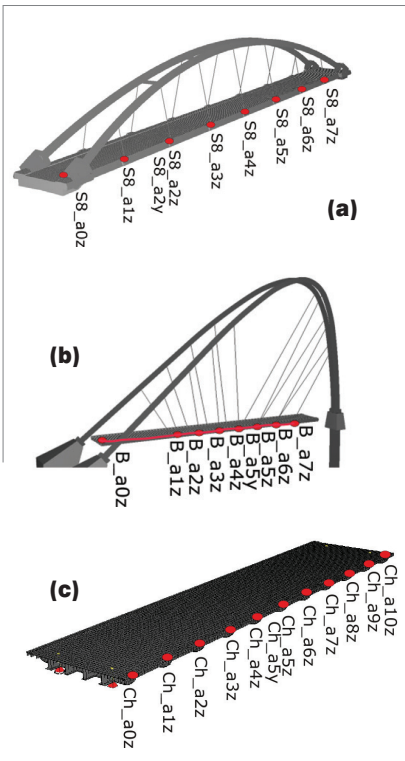 S8_a0z
S8_a1z
S8_a2y
S8_a2z
S8_a3z
S8_a4z
S8_a5z
S8_a6z
S8_a7z
(a)
(b)
B_a0z
B_a1z
B_a2z
B_a3z
B_a4z
B_a5y
B_a5z
B_a6z
B_a7z
(c)
Ch_a0z
Ch_a1z
Ch_a2z
Ch_a3z
Ch_a4z
Ch_a5y
Ch_a5z
Ch_a6z
Ch_a7z
Ch_a8z
Ch_a9z
Ch_a10z